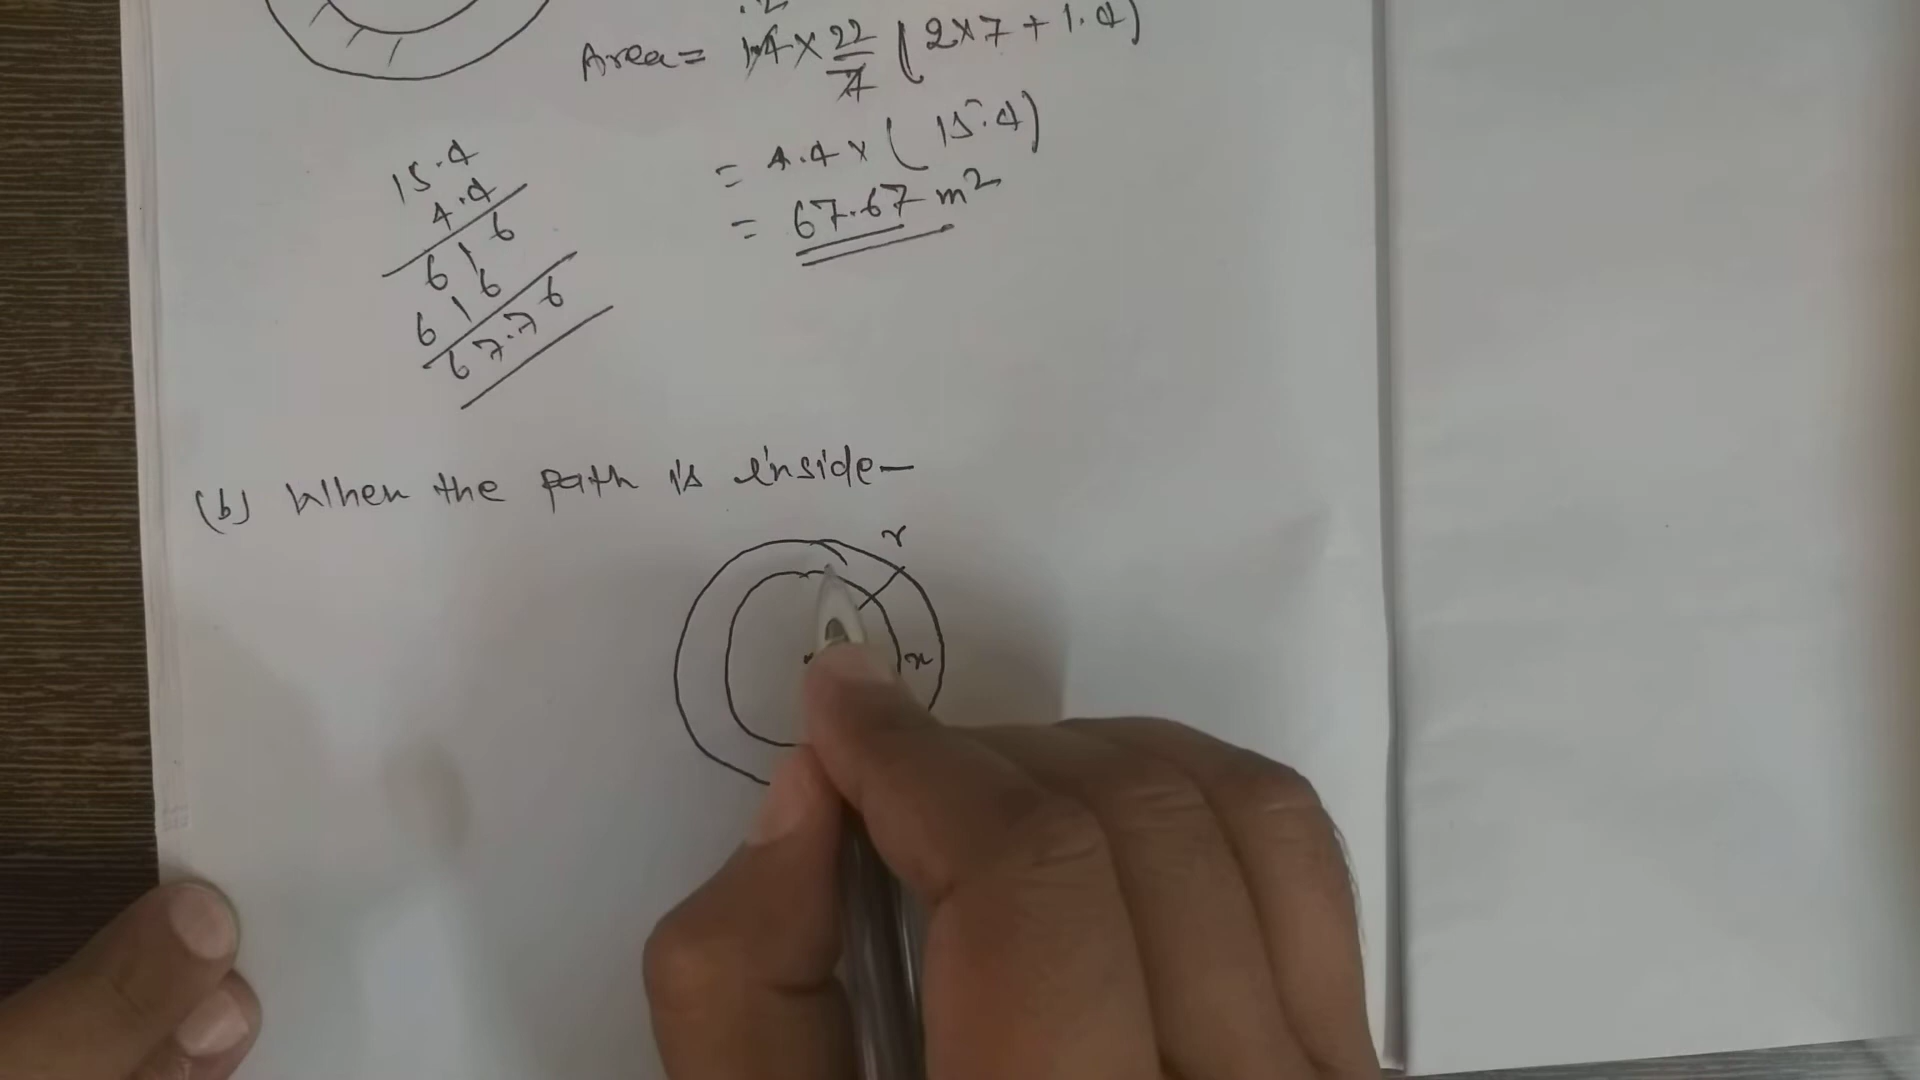 Area = 1.4 × 22/7 (2×7 + 1.4)
.2
= 4.4 × (15.4)
= 67.67 m²
15.4
4.4
616
616
67.76
(b) When the path is inside—
r
x